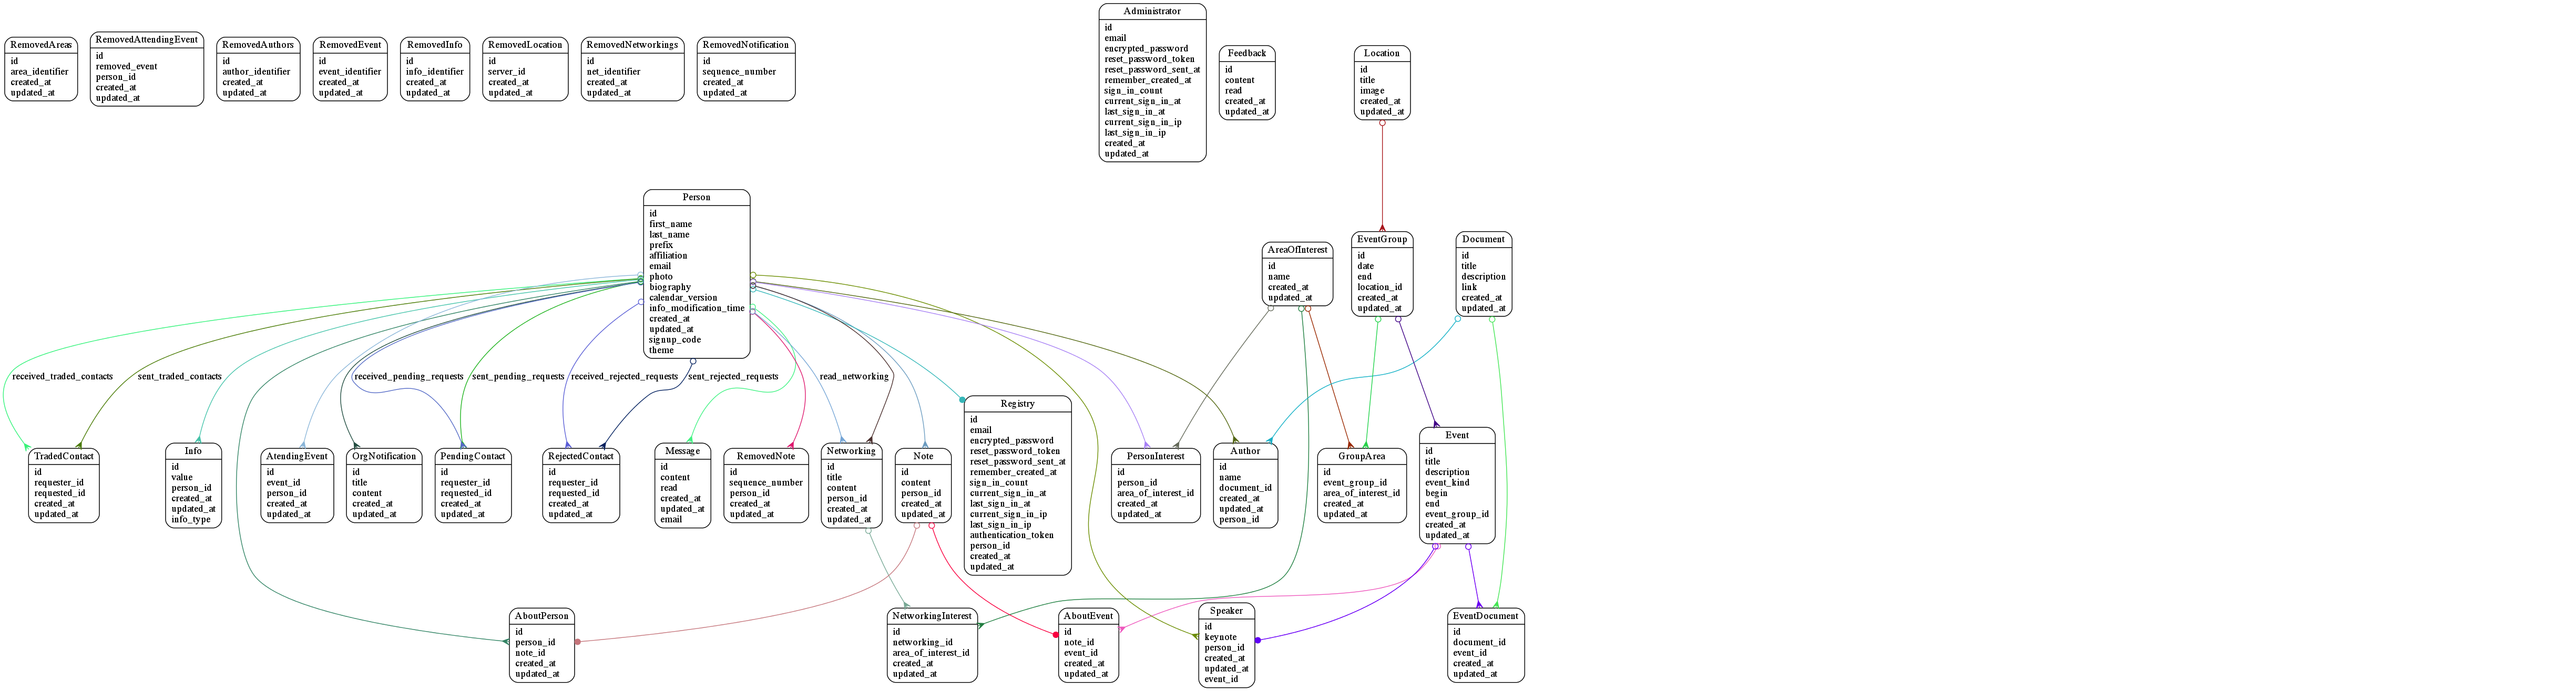 RemovedAreas
id
area_identifier
created_at
updated_at
RemovedAttendingEvent
id
removed_event
person_id
created_at
updated_at
RemovedAuthors
id
author_identifier
created_at
updated_at
RemovedEvent
id
event_identifier
created_at
updated_at
RemovedInfo
id
info_identifier
created_at
updated_at
RemovedLocation
id
server_id
created_at
updated_at
RemovedNetworkings
id
net_identifier
created_at
updated_at
RemovedNotification
id
sequence_number
created_at
updated_at
Administrator
id
email
encrypted_password
reset_password_token
reset_password_sent_at
remember_created_at
sign_in_count
current_sign_in_at
last_sign_in_at
current_sign_in_ip
last_sign_in_ip
created_at
updated_at
Feedback
id
content
read
created_at
updated_at
Location
id
title
image
created_at
updated_at
Person
id
first_name
last_name
prefix
affiliation
email
photo
biography
calendar_version
info_modification_time
created_at
updated_at
signup_code
theme
AreaOfInterest
id
name
created_at
updated_at
EventGroup
id
date
end
location_id
created_at
updated_at
Document
id
title
description
link
created_at
updated_at
received_traded_contacts
sent_traded_contacts
received_pending_requests
sent_pending_requests
received_rejected_requests
sent_rejected_requests
read_networking
TradedContact
id
requester_id
requested_id
created_at
updated_at
Info
id
value
person_id
created_at
updated_at
info_type
AtendingEvent
id
event_id
person_id
created_at
updated_at
OrgNotification
id
title
content
created_at
updated_at
PendingContact
id
requester_id
requested_id
created_at
updated_at
RejectedContact
id
requester_id
requested_id
created_at
updated_at
Message
id
content
read
created_at
updated_at
email
RemovedNote
id
sequence_number
person_id
created_at
updated_at
Networking
id
title
content
person_id
created_at
updated_at
Note
id
content
person_id
created_at
updated_at
Registry
id
email
encrypted_password
reset_password_token
reset_password_sent_at
remember_created_at
sign_in_count
current_sign_in_at
last_sign_in_at
current_sign_in_ip
last_sign_in_ip
authentication_token
person_id
created_at
updated_at
PersonInterest
id
person_id
area_of_interest_id
created_at
updated_at
Author
id
name
document_id
created_at
updated_at
person_id
GroupArea
id
event_group_id
area_of_interest_id
created_at
updated_at
Event
id
title
description
event_kind
begin
end
event_group_id
created_at
updated_at
AboutPerson
id
person_id
note_id
created_at
updated_at
NetworkingInterest
id
networking_id
area_of_interest_id
created_at
updated_at
AboutEvent
id
note_id
event_id
created_at
updated_at
Speaker
id
keynote
person_id
created_at
updated_at
event_id
EventDocument
id
document_id
event_id
created_at
updated_at